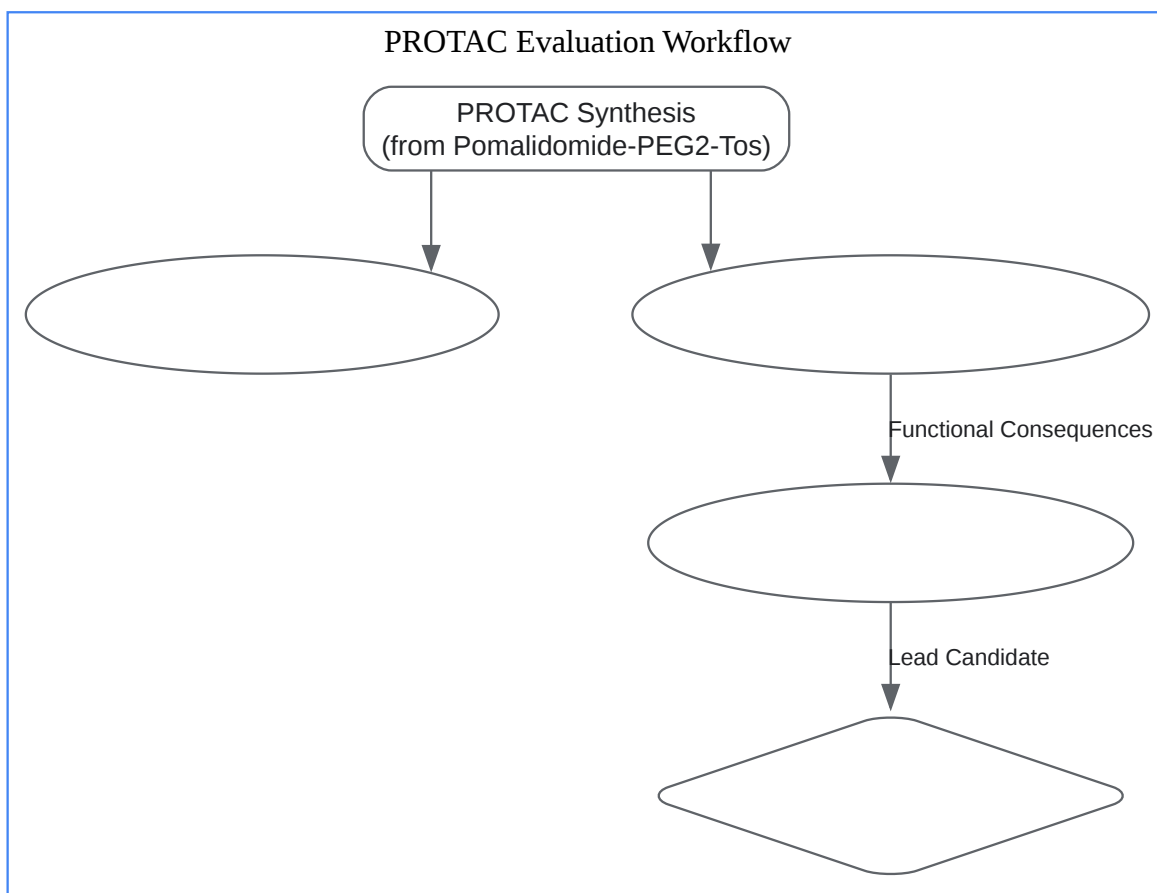 PROTAC Evaluation Workflow
PROTAC Synthesis
(from Pomalidomide-PEG2-Tos)
Functional Consequences
Lead Candidate